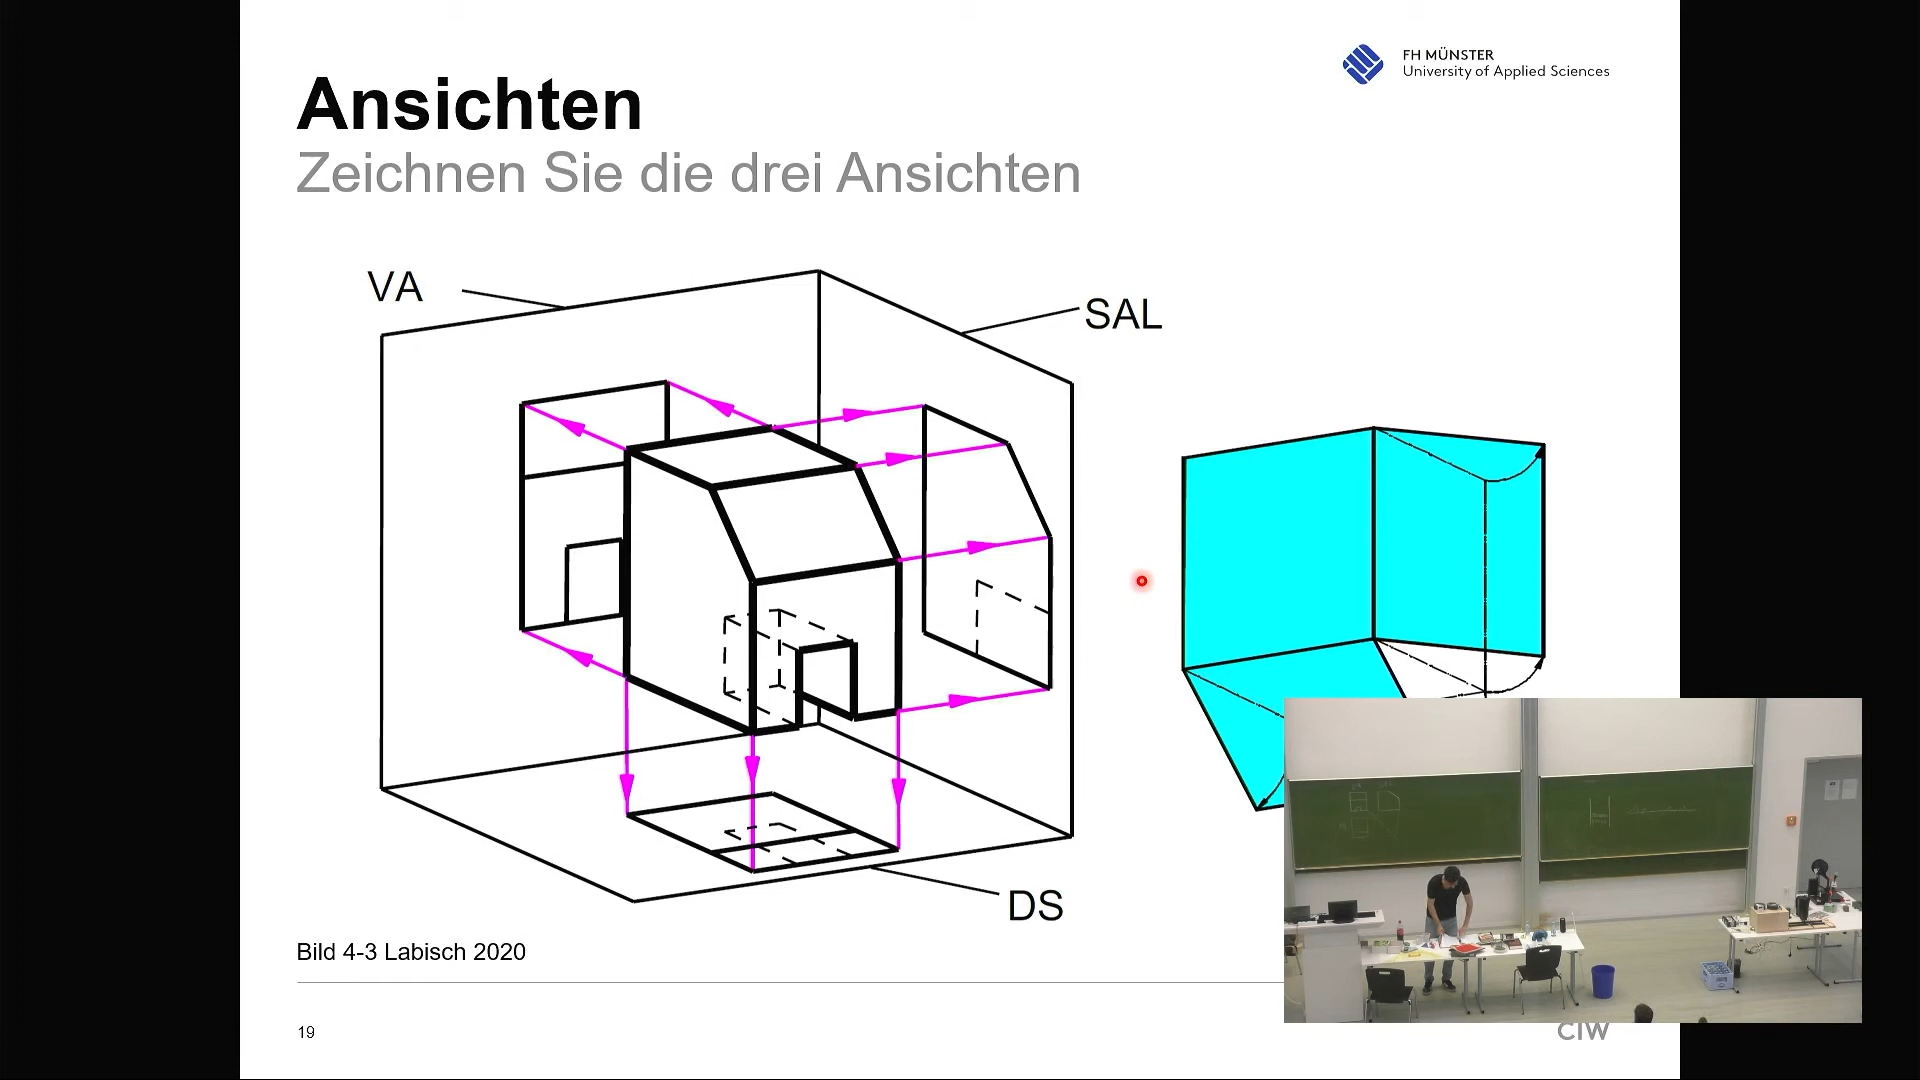 FH MÜNSTER
University of Applied Sciences
Ansichten
Zeichnen Sie die drei Ansichten
VA
SAL
DS
Bild 4-3 Labisch 2020
19
CIW